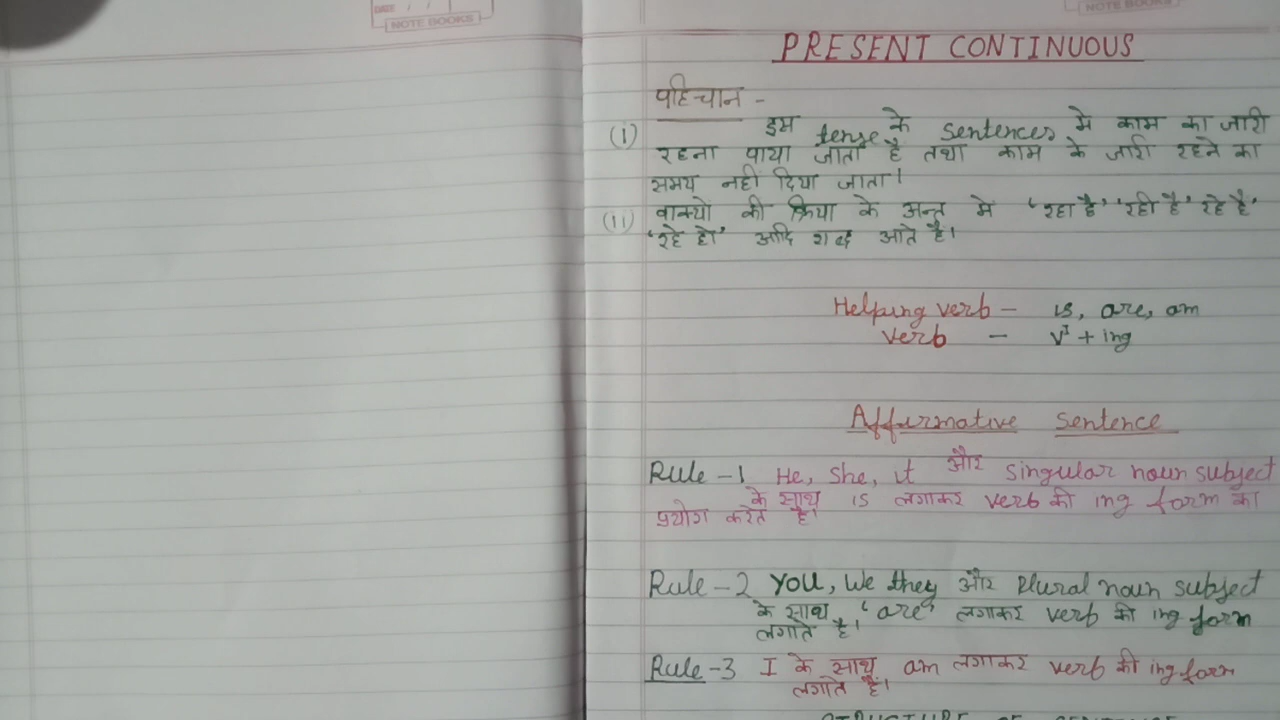 DATE / /
NOTE BOOKS
NOTE BOOKS
PRESENT CONTINUOUS
पहिचान -
(i) इस tense के sentences मे काम का जारी
रहना पाया जाता है तथा काम के जारी रहने का
समय नही दिया जाता।
(ii) वाक्यो की क्रिया के अन्त मे 'रहा है' 'रही है' रहे है'
'रहे हो' आदि शब्द आते है।
Helping verb - is, are, am
verb - vᴵ + ing
Affirmative Sentence
Rule -1 He, she, it और singular noun subject
के साथ is लगाकर verb की ing form का
प्रयोग करते है।
Rule -2 YOU, We they और Plural noun subject
के साथ 'are' लगाकर verb की ing form
लगाते है।
Rule -3 I के साथ am लगाकर verb की ing form
लगाते है।